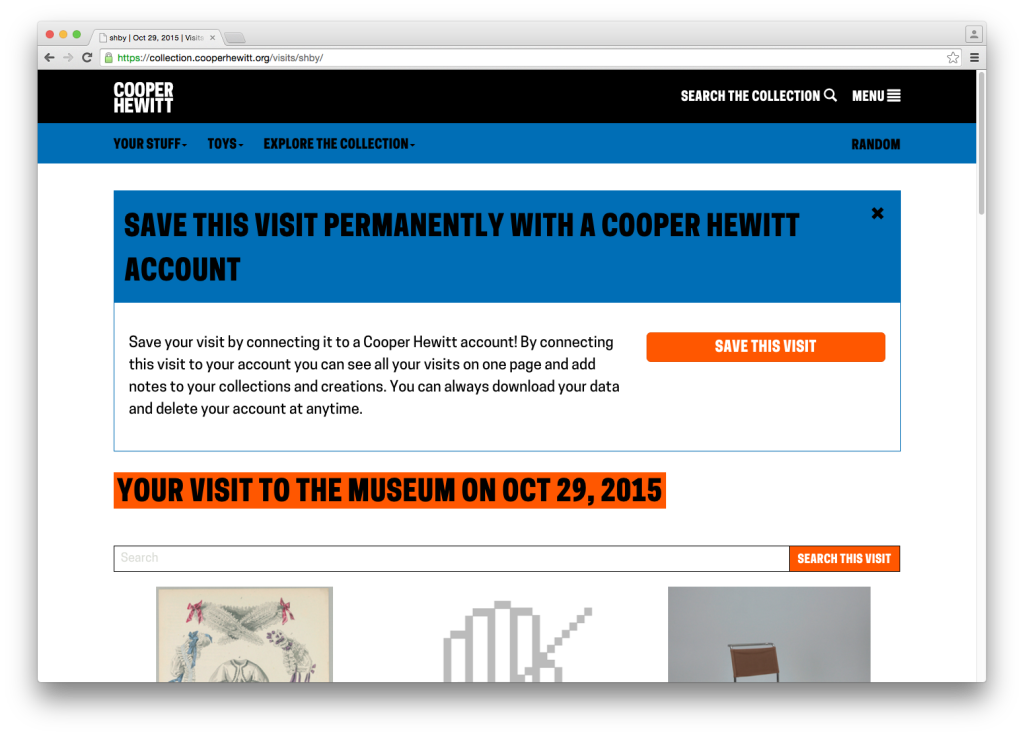 shby | Oct 29, 2015 | Visits
https://collection.cooperhewitt.org/visits/shby/
COOPER
HEWITT
SEARCH THE COLLECTION
MENU
YOUR STUFF
TOYS
EXPLORE THE COLLECTION
RANDOM
SAVE THIS VISIT PERMANENTLY WITH A COOPER HEWITT
ACCOUNT
Save your visit by connecting it to a Cooper Hewitt account! By connecting
this visit to your account you can see all your visits on one page and add
notes to your collections and creations. You can always download your data
and delete your account at anytime.
SAVE THIS VISIT
YOUR VISIT TO THE MUSEUM ON OCT 29, 2015
Search
SEARCH THIS VISIT